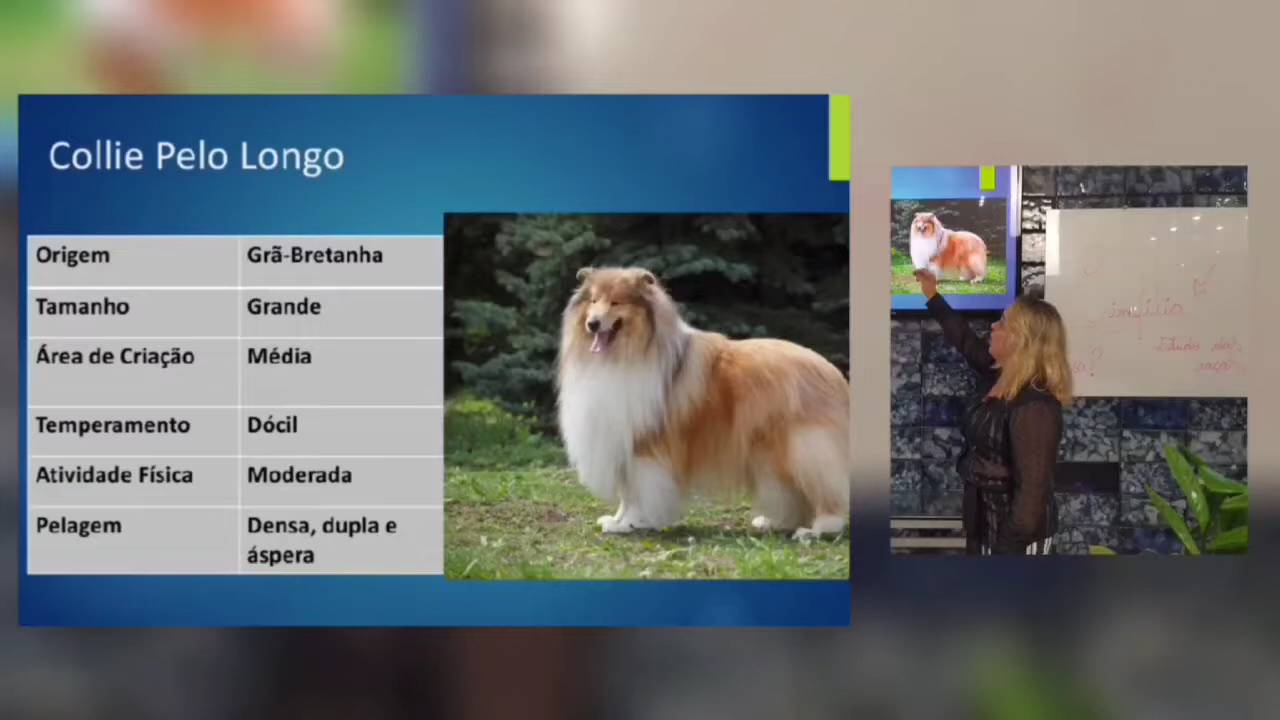 Collie Pelo Longo
Origem Grã-Bretanha
Tamanho Grande
Área de Criação Média
Temperamento Dócil
Atividade Física Moderada
Pelagem Densa, dupla e
áspera